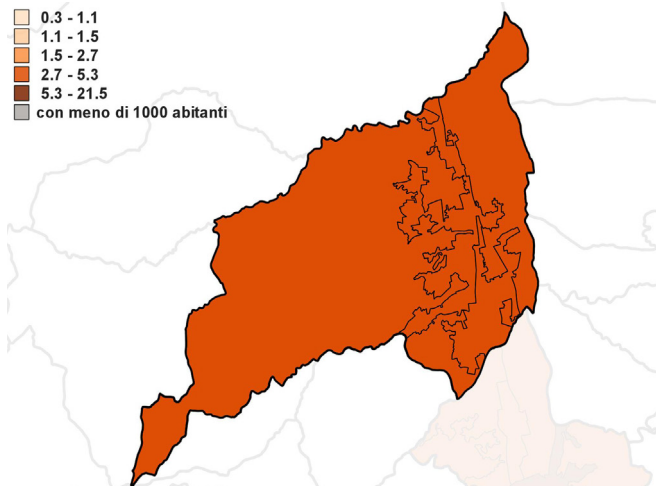 0.3 - 1.1
1.1 - 1.5
1.5 - 2.7
2.7 - 5.3
5.3 - 21.5
con meno di 1000 abitanti